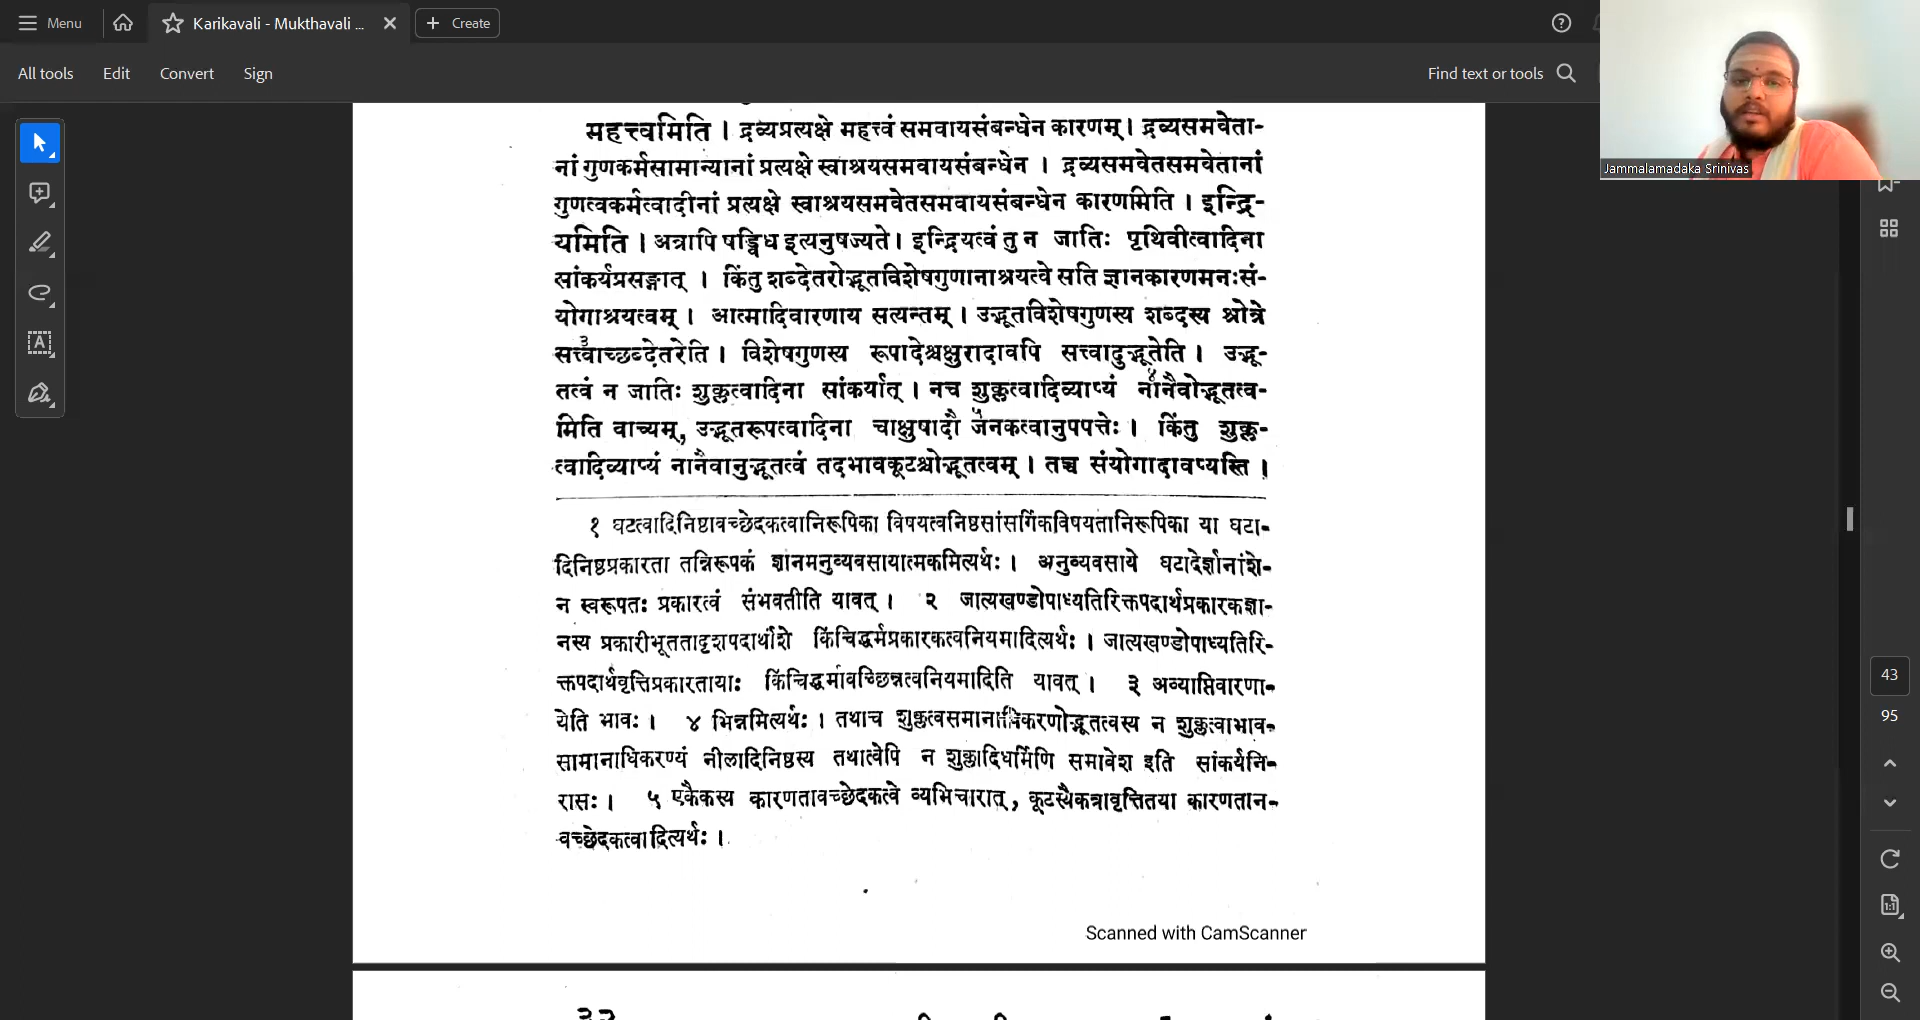 Menu
Karikavali - Mukthavali ...
Create
All tools
Edit
Convert
Sign
Find text or tools
Jammalamadaka Srinivas
महत्त्वमिति । द्रव्यप्रत्यक्षे महत्त्वं समवायसंबन्धेन कारणम् । द्रव्यसमवेता-
नां गुणकर्मसामान्यानां प्रत्यक्षे स्वाश्रयसमवायसंबन्धेन । द्रव्यसमवेतसमवेतानां
गुणत्वकर्मत्वादीनां प्रत्यक्षे स्वाश्रयसमवेतसमवायसंबन्धेन कारणमिति । इन्द्रि-
यमिति । अत्रापि षड्विध इत्यनुषज्यते । इन्द्रियत्वं तु न जातिः पृथिवीत्वादिना
सांकर्यप्रसङ्गात् । किंतु शब्देतरोद्भूतविशेषगुणानाश्रयत्वे सति ज्ञानकारणमनःसं-
योगाश्रयत्वम् । आत्मादिवारणाय सत्यन्तम् । उद्भूतविशेषगुणस्य शब्दस्य श्रोत्रे
सत्त्वाच्छब्देतरेति । विशेषगुणस्य रूपादेश्चक्षुरादावपि सत्त्वादुद्भूतेति । उद्भू-
तत्वं न जातिः शुक्लत्वादिना सांकर्यात् । नच शुक्लत्वादिव्याप्यं नानैवोद्भूतत्व-
मिति वाच्यम्, उद्भूतरूपत्वादिना चाक्षुषादौ जनकत्वानुपपत्तेः । किंतु शुक्ल-
त्वादिव्याप्यं नानैवानुद्भूतत्वं तदभावकूटश्चोद्भूतत्वम् । तच्च संयोगादावप्यस्ति ।
१ घटत्वादिनिष्ठावच्छेदकत्वानिरूपिका विषयत्वनिष्ठसांसर्गिकविषयतानिरूपिका या घटा-
दिनिष्ठप्रकारता तन्निरूपकं ज्ञानमनुव्यवसायात्मकमित्यर्थः । अनुव्यवसाये घटादेर्ज्ञानांशे-
न स्वरूपतः प्रकारत्वं संभवतीति यावत् । २ जात्यखण्डोपाध्यतिरिक्तपदार्थप्रकारकज्ञा-
नस्य प्रकारीभूततादृशपदार्थांशे किंचिद्धर्मप्रकारकत्वनियमादित्यर्थः । जात्यखण्डोपाध्यतिरि-
क्तपदार्थवृत्तिप्रकारतायाः किंचिद्धर्मावच्छिन्नत्वनियमादिति यावत् । ३ अव्याप्तिवारणा-
येति भावः । ४ भिन्नमित्यर्थः । तथाच शुक्लत्वसमानाधिकरणोद्भूतत्वस्य न शुक्लत्वाभाव-
सामानाधिकरण्यं नीलादिनिष्ठस्य तथात्वेपि न शुक्लादिधर्मिणि समावेश इति सांकर्यनि-
रासः । ५ एकैकस्य कारणतावच्छेदकत्वे व्यभिचारात्, कूटस्यैकत्रावृत्तितया कारणतान-
वच्छेदकत्वादित्यर्थः ।
Scanned with CamScanner
43
95